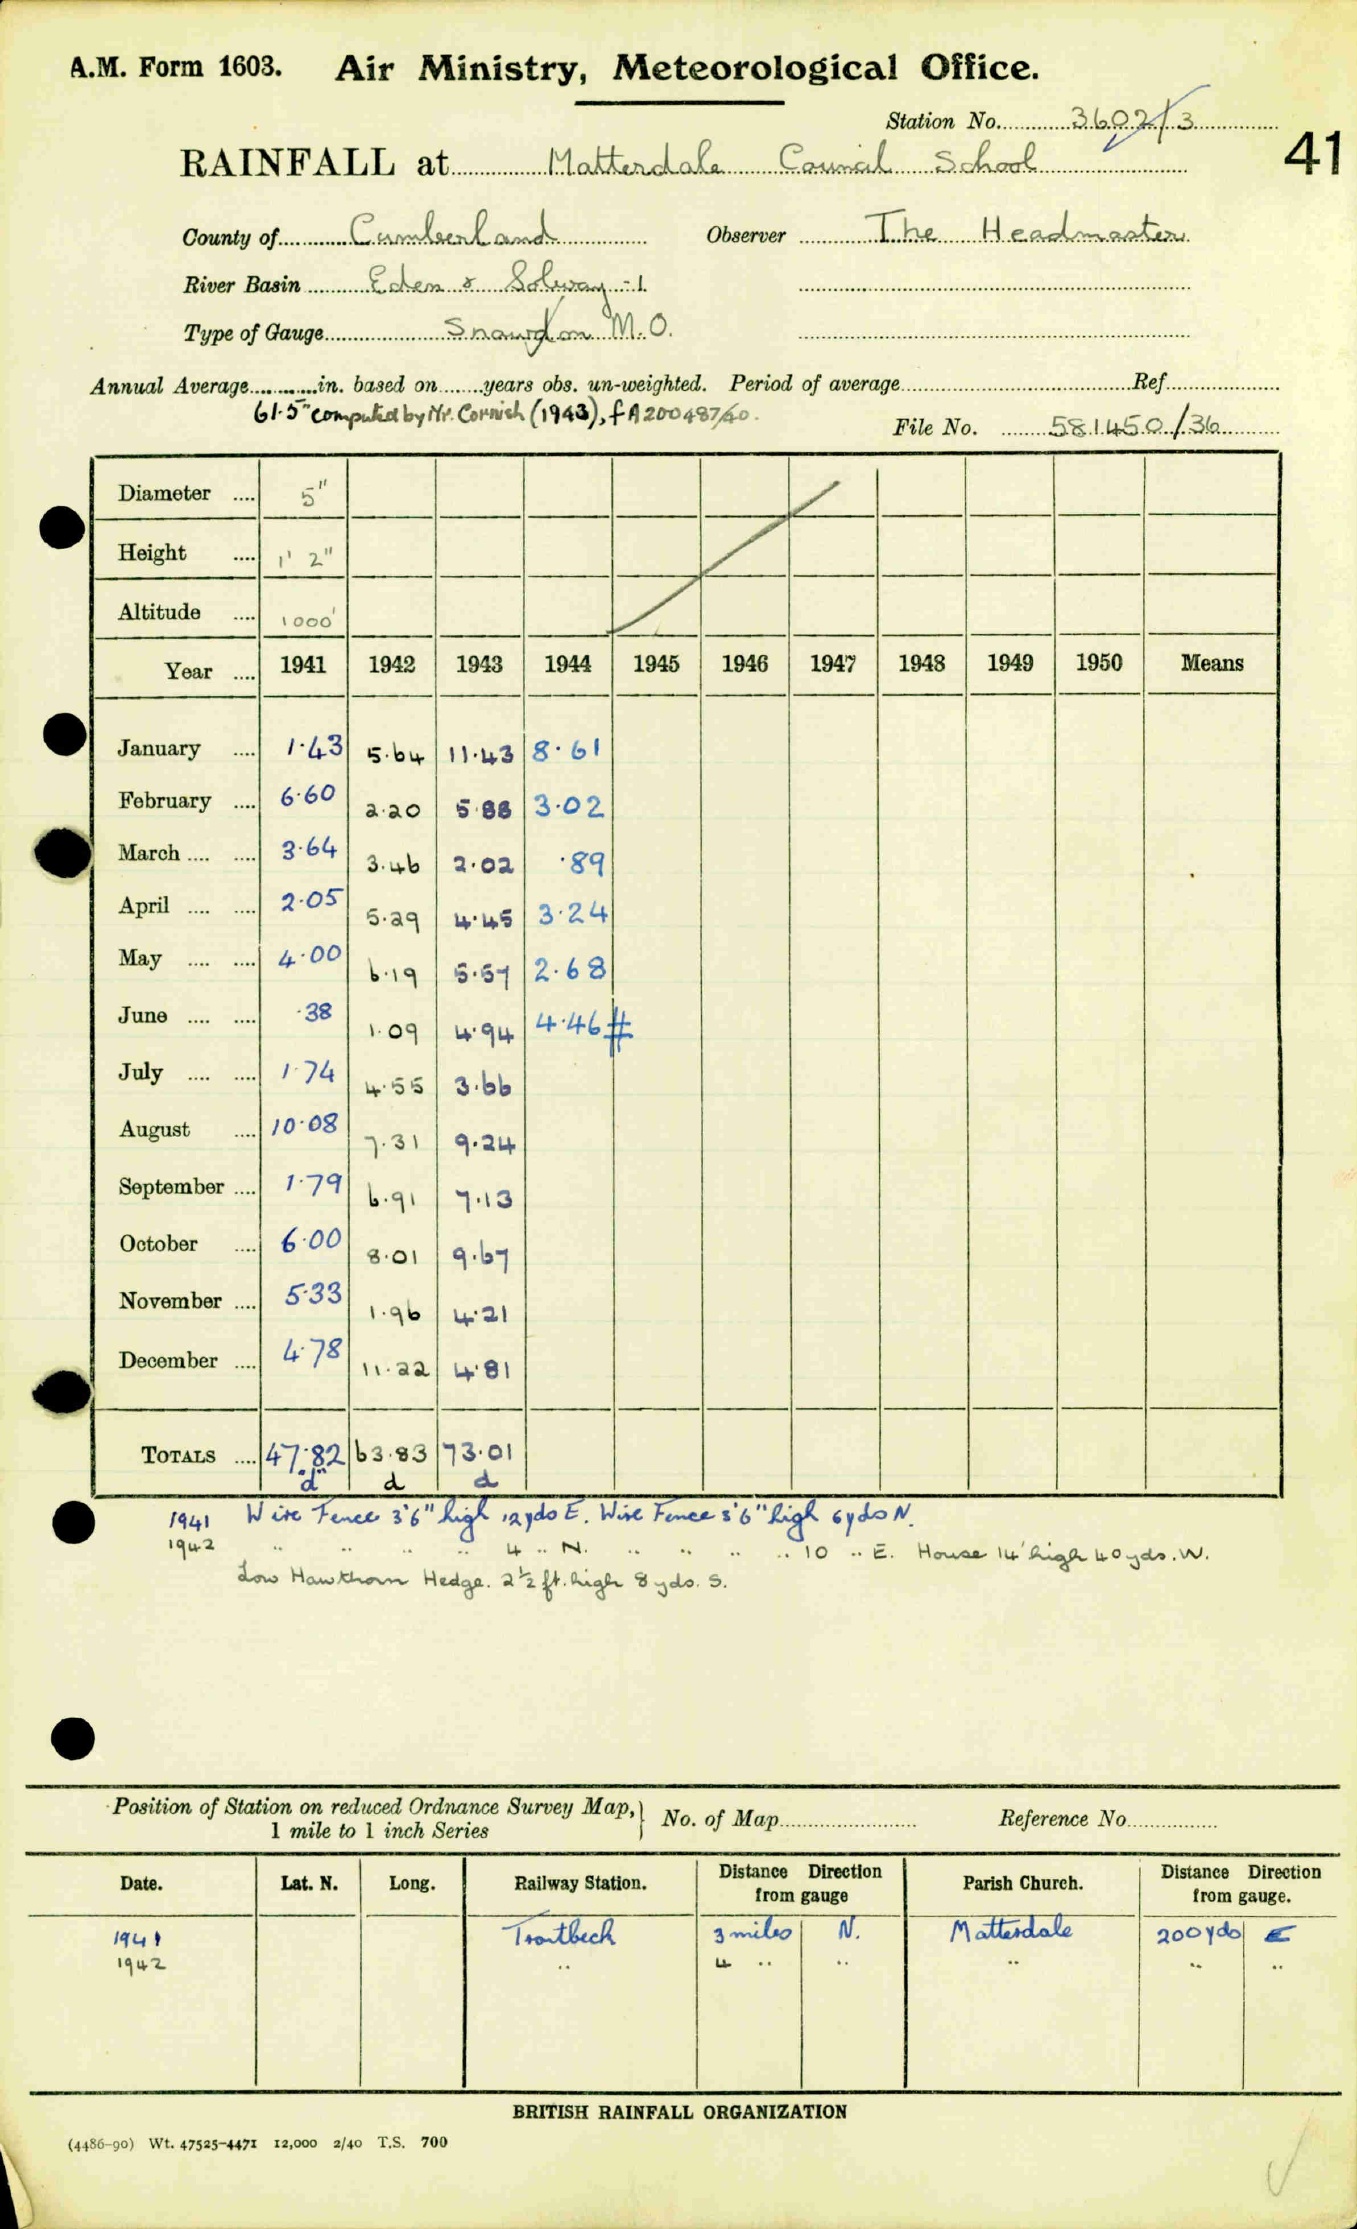 A.M. Form 1603. Air Ministry, Meteorological Office.
Station No. 3602/3
41
RAINFALL at Matterdale Council School
County of Cumberland Observer The Headmaster
River Basin Eden & Solway -1
Type of Gauge Snowdon M.O.
Annual Average in. based on years obs. un-weighted. Period of average Ref
61.5" computed by Mr. Cornish (1943), f A200487/40.
File No. 581450/36
Diameter 5"
Height 1' 2"
Altitude 1000'
Year 1941 1942 1943 1944 1945 1946 1947 1948 1949 1950 Means
January 1.43 5.64 11.43 8.61
February 6.60 2.20 5.88 3.02
March 3.64 3.46 2.02 .89
April 2.05 5.29 4.45 3.24
May 4.00 6.19 5.57 2.68
June .38 1.09 4.94 4.46 #
July 1.74 4.55 3.66
August 10.08 7.31 9.24
September 1.79 6.91 7.13
October 6.00 8.01 9.67
November 5.33 1.96 4.21
December 4.78 11.22 4.81
TOTALS 47.82 63.83 73.01
"d" d d
1941 Wire Fence 3'6" high 12yds E. Wire Fence 3'6" high 6yds N.
1942 " " " " 4 " N. " " " " 10 " E. House 14' high 40yds. W.
Low Hawthorn Hedge. 2½ ft. high 8 yds. S.
Position of Station on reduced Ordnance Survey Map, } No. of Map Reference No
1 mile to 1 inch Series
Date. Lat. N. Long. Railway Station. Distance Direction from gauge Parish Church. Distance Direction from gauge.
1941 Troutbeck 3 miles N. Matterdale 200 yds E
1942 " 4 " " " " "
BRITISH RAINFALL ORGANIZATION
(4486-90) Wt. 47525-4471 12,000 2/40 T.S. 700